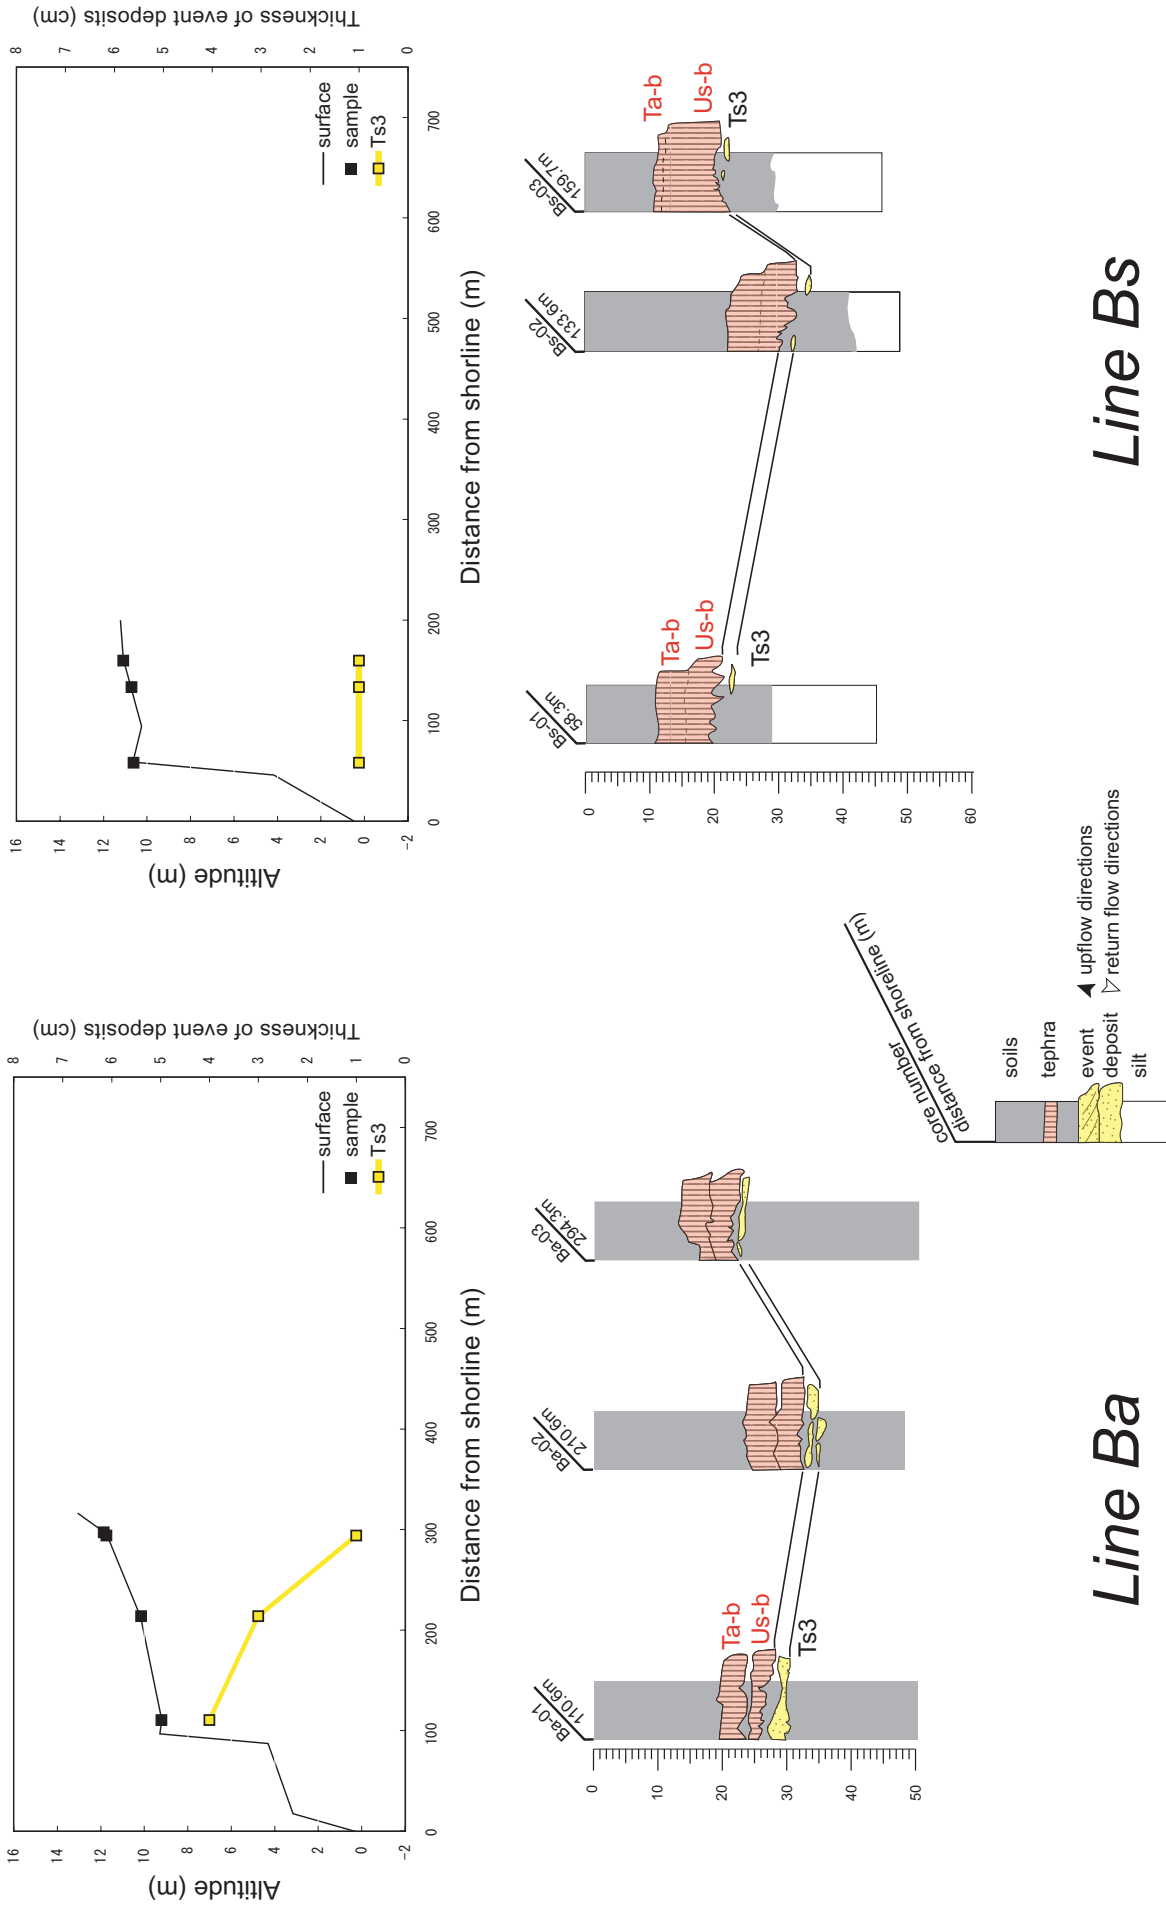 Thickness of event deposits (cm)
8 7 6 5 4 3 2 1 0
surface
sample
Ts3
16 14 12 10 8 6 4 2 0 −2
Altitude (m)
0 100 200 300 400 500 600 700
Distance from shorline (m)
Ba-01
110.6m
Ba-02
210.6m
Ba-03
294.3m
Ta-b
Us-b
Ts3
0
10
20
30
40
50
Line Ba
core number
distance from shoreline (m)
soils
tephra
event
deposit
silt
upflow directions
return flow directions
Thickness of event deposits (cm)
8 7 6 5 4 3 2 1 0
surface
sample
Ts3
16 14 12 10 8 6 4 2 0 −2
Altitude (m)
0 100 200 300 400 500 600 700
Distance from shorline (m)
Bs-01
58.3m
Bs-02
133.6m
Bs-03
159.7m
Ta-b
Us-b
Ts3
Ta-b
Us-b
Ts3
0
10
20
30
40
50
60
Line Bs